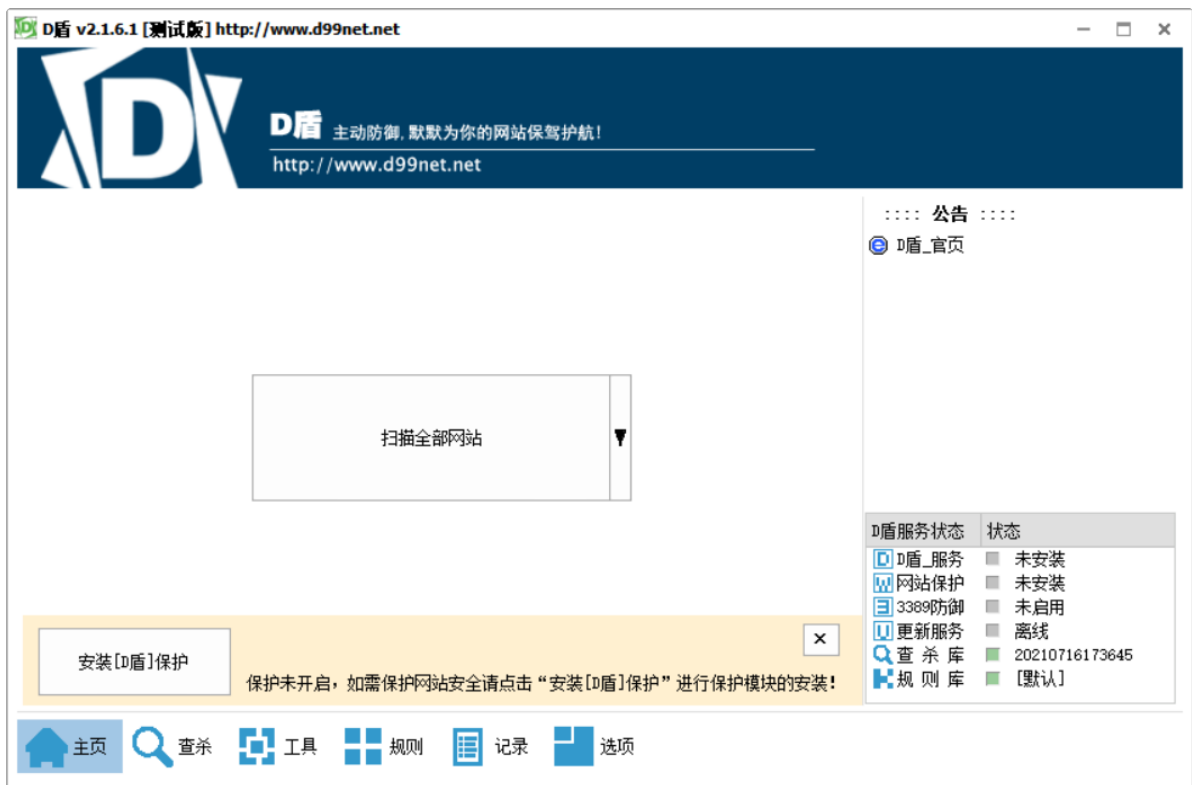 D盾 v2.1.6.1 [测试版] http://www.d99net.net
D盾 主动防御,默默为你的网站保驾护航!
http://www.d99net.net
:::: 公告 ::::
D盾_官页
扫描全部网站
D盾服务状态 状态
D盾_服务 未安装
网站保护 未安装
3389防御 未启用
更新服务 离线
查 杀 库 20210716173645
规 则 库 [默认]
安装[D盾]保护
保护未开启，如需保护网站安全请点击“安装[D盾]保护”进行保护模块的安装!
主页 查杀 工具 规则 记录 选项